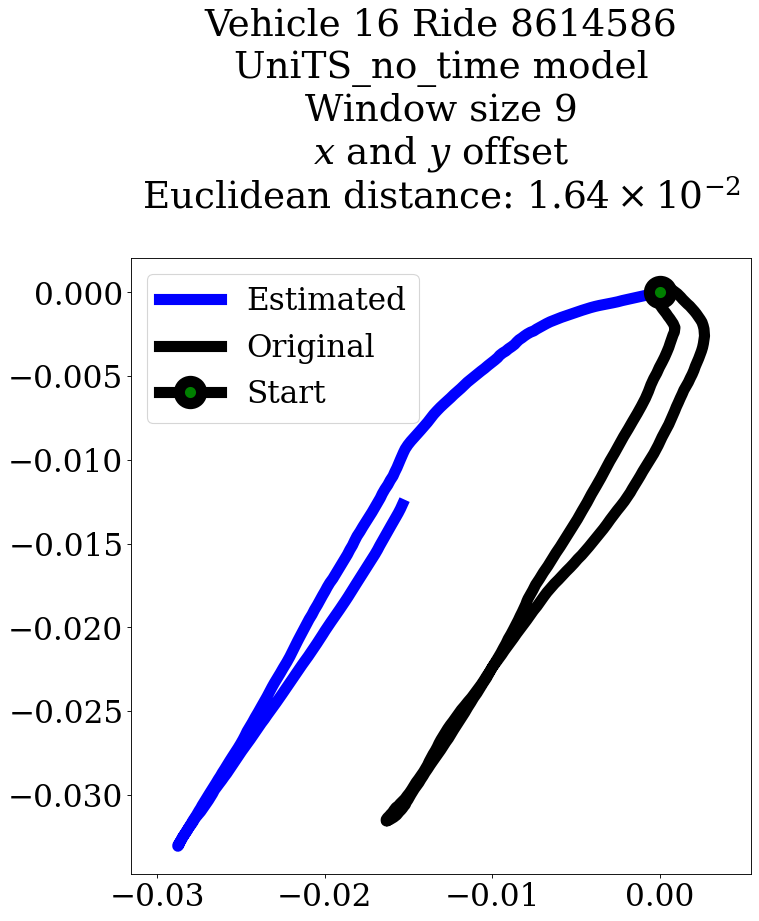 Vehicle 16 Ride 8614586
UniTS_no_time model
Window size 9
x and y offset
Euclidean distance: 1.64 × 10⁻²
Estimated
Original
Start
0.000
−0.005
−0.010
−0.015
−0.020
−0.025
−0.030
−0.03 −0.02 −0.01 0.00